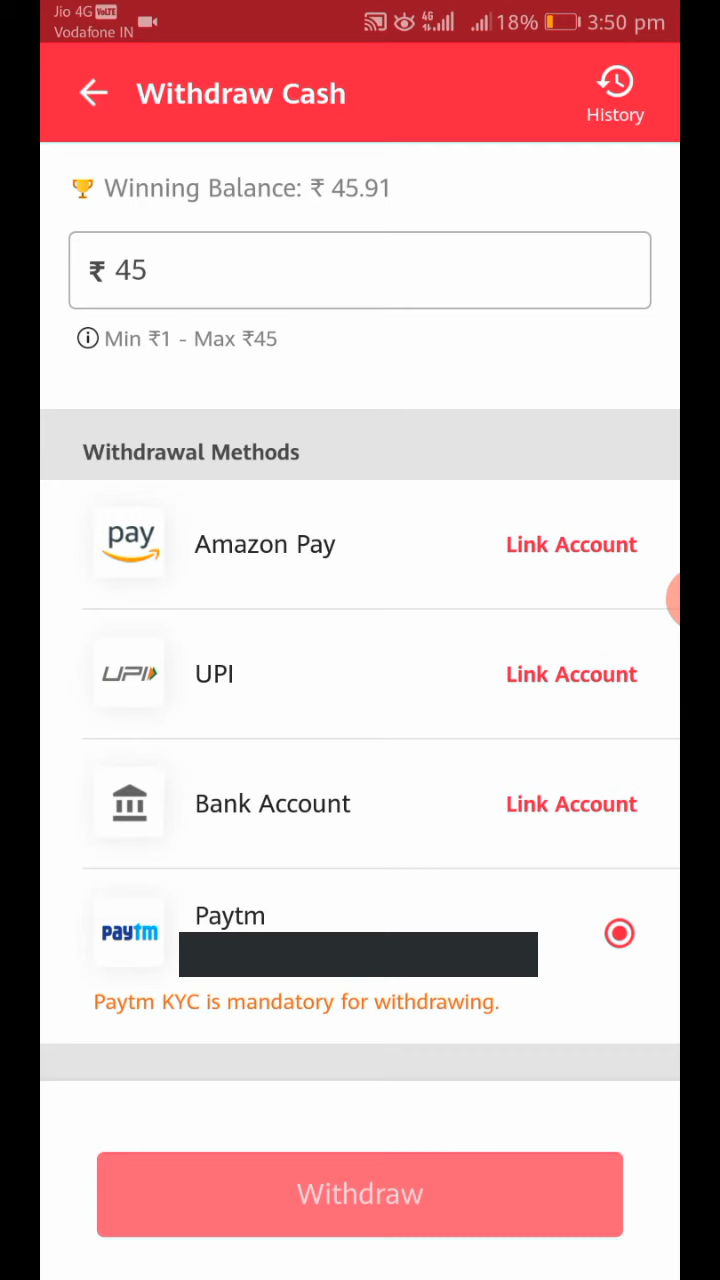 Jio 4G VoLTE
Vodafone IN
4G 18% 3:50 pm
Withdraw Cash
History
Winning Balance: ₹ 45.91
₹ 45
Min ₹1 - Max ₹45
Withdrawal Methods
pay Amazon Pay Link Account
UPI UPI Link Account
Bank Account Link Account
Paytm
paytm
Paytm KYC is mandatory for withdrawing.
Withdraw